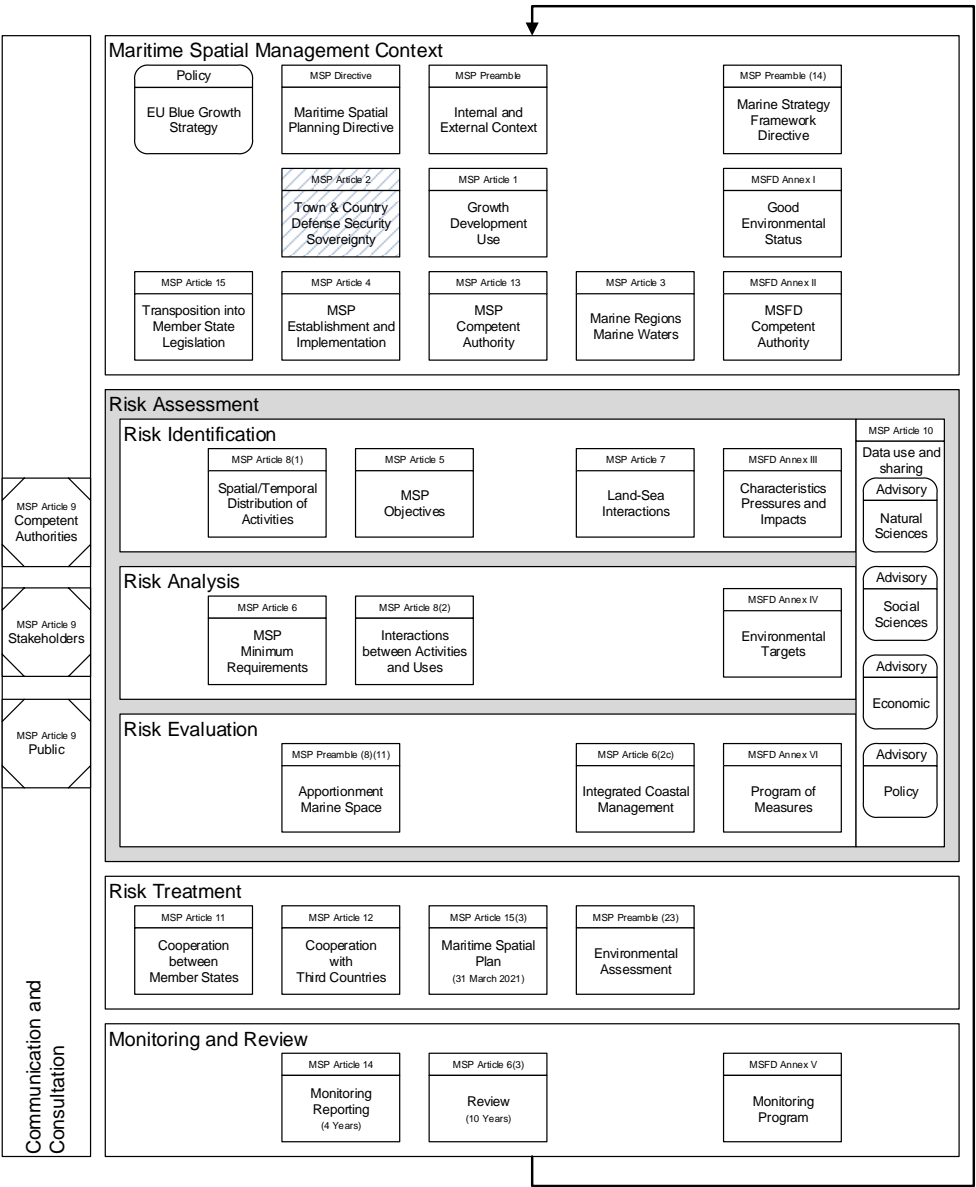 Maritime Spatial Management Context
Policy
EU Blue Growth
Strategy
MSP Directive
Maritime Spatial
Planning Directive
MSP Preamble
Internal and
External Context
MSP Preamble (14)
Marine Strategy
Framework
Directive
MSP Article 2
Town & Country
Defense Security
Sovereignty
MSP Article 1
Growth
Development
Use
MSFD Annex I
Good
Environmental
Status
MSP Article 15
Transposition into
Member State
Legislation
MSP Article 4
MSP
Establishment and
Implementation
MSP Article 13
MSP
Competent
Authority
MSP Article 3
Marine Regions
Marine Waters
MSFD Annex II
MSFD
Competent
Authority
Risk Assessment
Risk Identification
MSP Article 8(1)
Spatial/Temporal
Distribution of
Activities
MSP Article 5
MSP
Objectives
MSP Article 7
Land-Sea
Interactions
MSFD Annex III
Characteristics
Pressures and
Impacts
Risk Analysis
MSP Article 6
MSP
Minimum
Requirements
MSP Article 8(2)
Interactions
between Activities
and Uses
MSFD Annex IV
Environmental
Targets
Risk Evaluation
MSP Preamble (8)(11)
Apportionment
Marine Space
MSP Article 6(2c)
Integrated Coastal
Management
MSFD Annex VI
Program of
Measures
MSP Article 10
Data use and
sharing
Advisory
Natural
Sciences
Advisory
Social
Sciences
Advisory
Economic
Advisory
Policy
Risk Treatment
MSP Article 11
Cooperation
between
Member States
MSP Article 12
Cooperation
with
Third Countries
MSP Article 15(3)
Maritime Spatial
Plan
(31 March 2021)
MSP Preamble (23)
Environmental
Assessment
Monitoring and Review
MSP Article 14
Monitoring
Reporting
(4 Years)
MSP Article 6(3)
Review
(10 Years)
MSFD Annex V
Monitoring
Program
MSP Article 9
Competent
Authorities
MSP Article 9
Stakeholders
MSP Article 9
Public
Communication and
Consultation